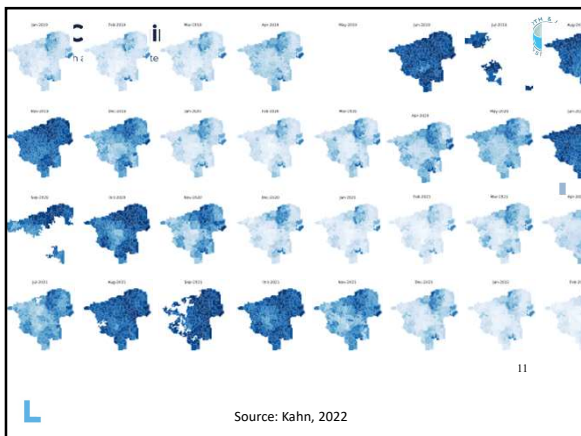 Jan-2019 Feb-2019 Mar-2019 Apr-2019 May-2019 Jun-2019 Jul-2019
Nov-2019 Dec-2019 Jan-2020 Feb-2020 Mar-2020 Apr-2020 May-2020
Sep-2020 Oct-2020 Nov-2020 Dec-2020 Jan-2021 Feb-2021 Mar-2021
Jul-2021 Aug-2021 Sep-2021 Oct-2021 Nov-2021 Dec-2021 Jan-2022
11
Source: Kahn, 2022